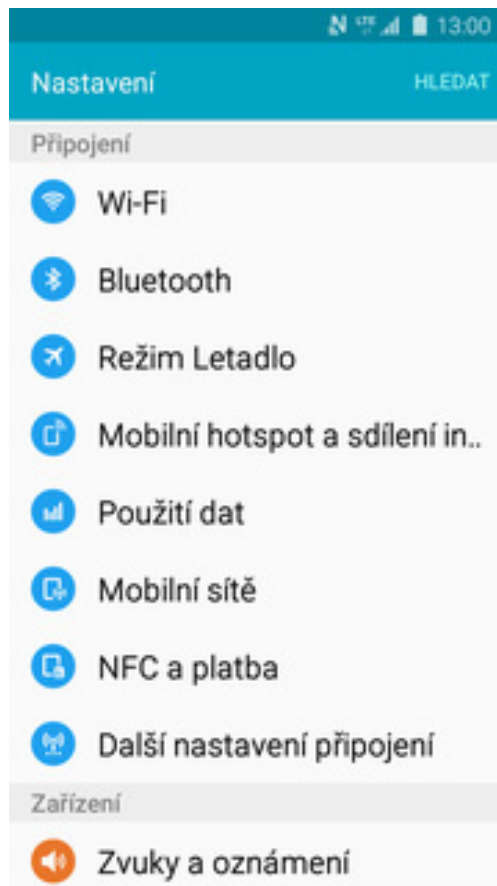 LTE 13:00
Nastavení HLEDAT
Připojení
Wi-Fi
Bluetooth
Režim Letadlo
Mobilní hotspot a sdílení in..
Použití dat
Mobilní sítě
NFC a platba
Další nastavení připojení
Zařízení
Zvuky a oznámení